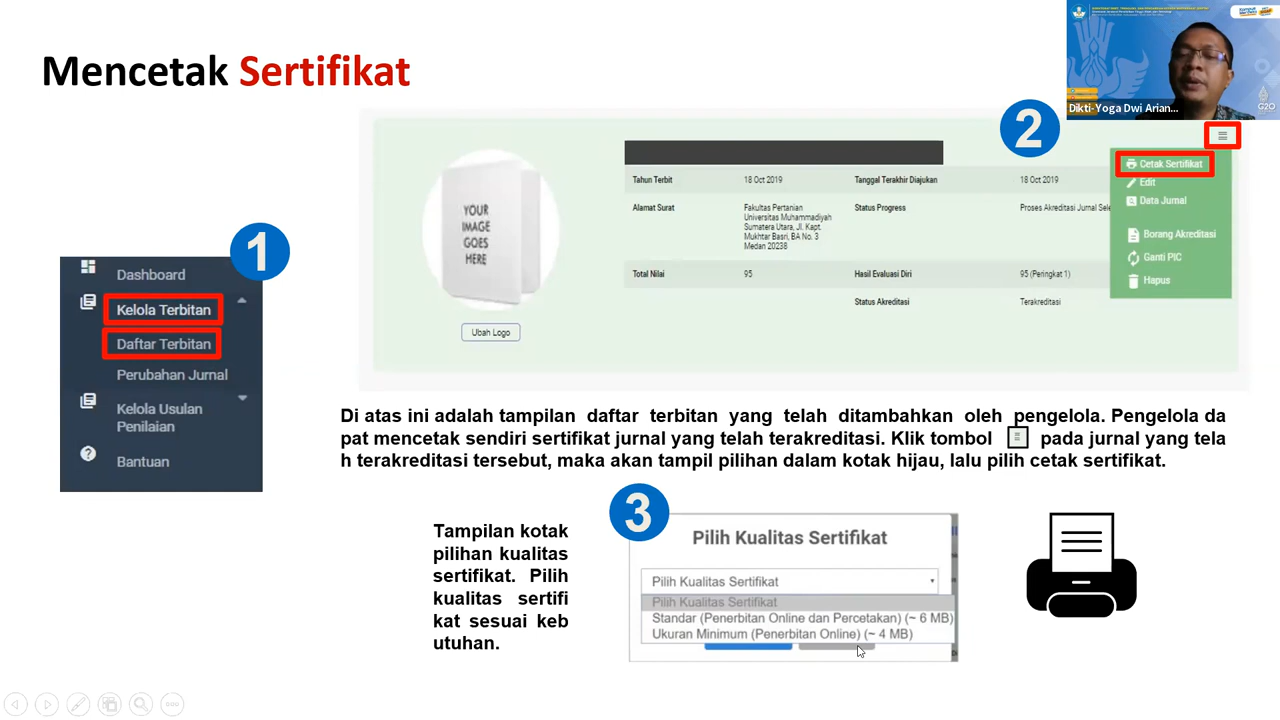 Mencetak Sertifikat
Dikti-Yoga Dwi Arian...
G20
1
Dashboard
Kelola Terbitan
Daftar Terbitan
Perubahan Jurnal
Kelola Usulan
Penilaian
Bantuan
2
YOUR
IMAGE
GOES
HERE
Ubah Logo
Tahun Terbit 18 Oct 2019 Tanggal Terakhir Diajukan 18 Oct 2019
Alamat Surat Fakultas Pertanian Status Progress Proses Akreditasi Jurnal Sele
Universitas Muhammadiyah
Sumatera Utara, Jl. Kapt.
Mukhtar Basri, BA No. 3
Medan 20238
Total Nilai 95 Hasil Evaluasi Diri 95 (Peringkat 1)
Status Akreditasi Terakreditasi
Cetak Sertifikat
Edit
Data Jurnal
Borang Akreditasi
Ganti PIC
Hapus
Di atas ini adalah tampilan daftar terbitan yang telah ditambahkan oleh pengelola. Pengelola da
pat mencetak sendiri sertifikat jurnal yang telah terakreditasi. Klik tombol pada jurnal yang tela
h terakreditasi tersebut, maka akan tampil pilihan dalam kotak hijau, lalu pilih cetak sertifikat.
Tampilan kotak
pilihan kualitas
sertifikat. Pilih
kualitas sertifi
kat sesuai keb
utuhan.
3
Pilih Kualitas Sertifikat
Pilih Kualitas Sertifikat
Pilih Kualitas Sertifikat
Standar (Penerbitan Online dan Percetakan) (~ 6 MB)
Ukuran Minimum (Penerbitan Online) (~ 4 MB)